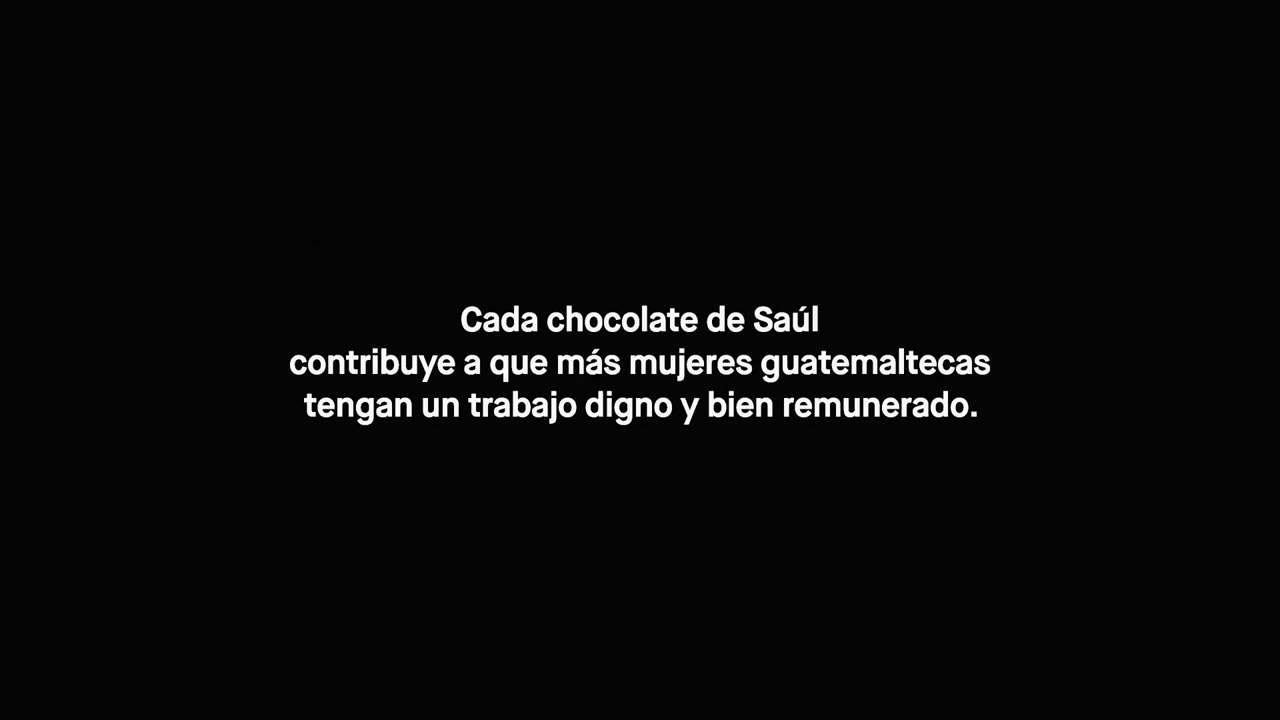 Cada chocolate de Saúl
contribuye a que más mujeres guatemaltecas
tengan un trabajo digno y bien remunerado.